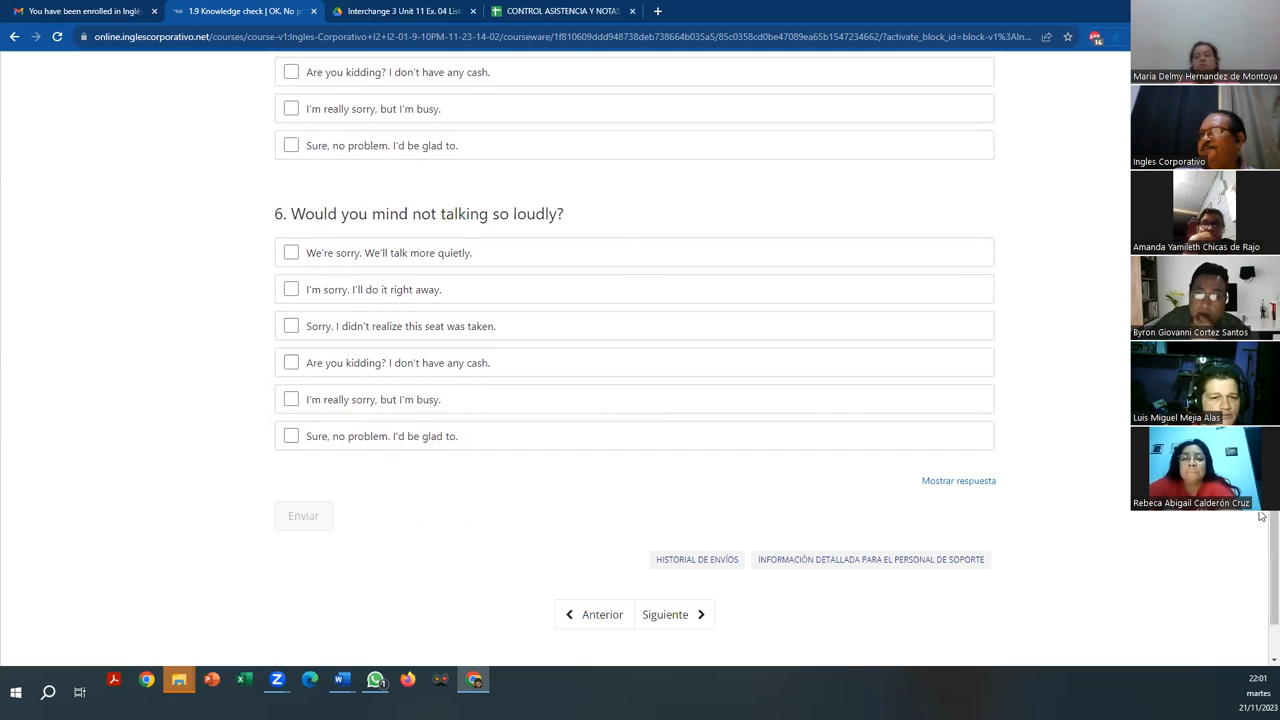 You have been enrolled in Inglé
1.9 Knowledge check | OK. No p
Interchange 3 Unit 11 Ex. 04 List
CONTROL ASISTENCIA Y NOTAS
online.inglescorporativo.net/courses/course-v1:Ingles-Corporativo+I2+I2-01-9-10PM-11-23-14-02/courseware/1f810609ddd948738deb738664b035a5/85c0358cd0be47089ea65b1547234662/?activate_block_id=block-v1%3AIn...
16
Are you kidding? I don't have any cash.
I'm really sorry, but I'm busy.
Sure, no problem. I'd be glad to.
6. Would you mind not talking so loudly?
We're sorry. We'll talk more quietly.
I'm sorry. I'll do it right away.
Sorry. I didn't realize this seat was taken.
Are you kidding? I don't have any cash.
I'm really sorry, but I'm busy.
Sure, no problem. I'd be glad to.
Mostrar respuesta
Enviar
HISTORIAL DE ENVÍOS
INFORMACIÓN DETALLADA PARA EL PERSONAL DE SOPORTE
Anterior
Siguiente
Maria Delmy Hernandez de Montoya
Ingles Corporativo
Amanda Yamileth Chicas de Rajo
Byron Giovanni Cortez Santos
Luis Miguel Mejia Alas
Rebeca Abigail Calderón Cruz
22:01
martes
21/11/2023